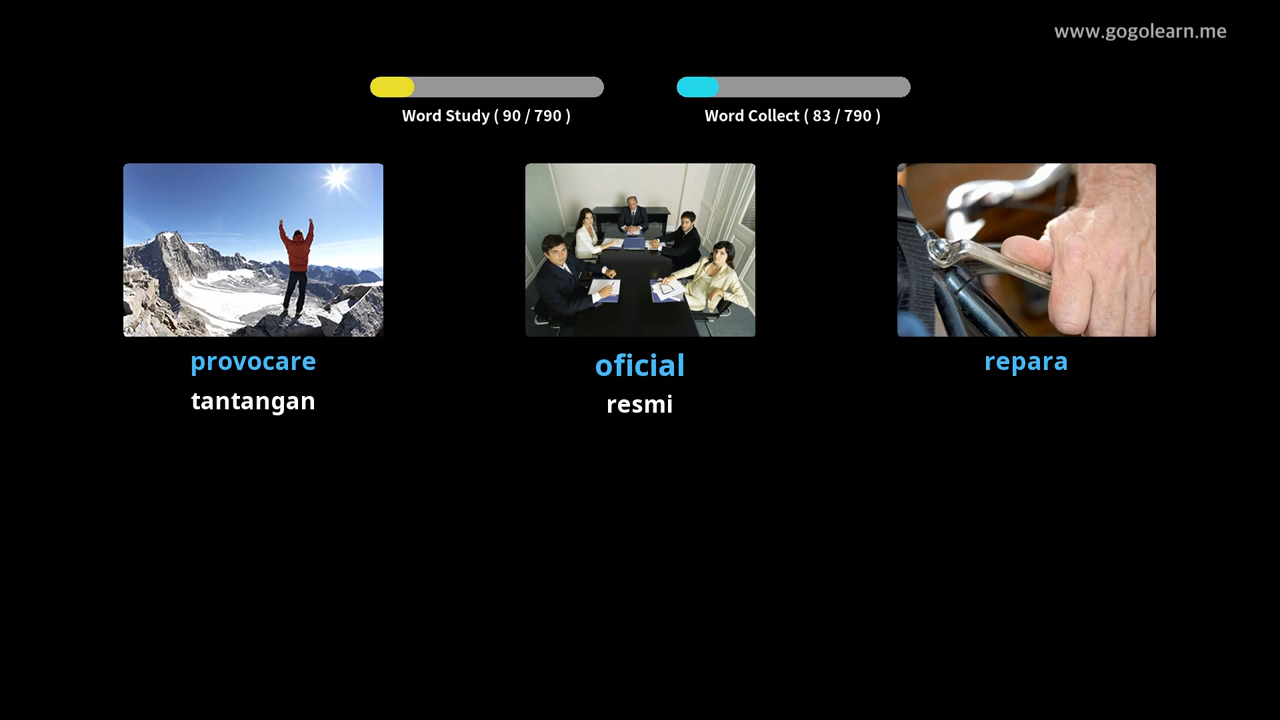 www.gogolearn.me
Word Study ( 90 / 790 )
Word Collect ( 83 / 790 )
provocare
tantangan
oficial
resmi
repara